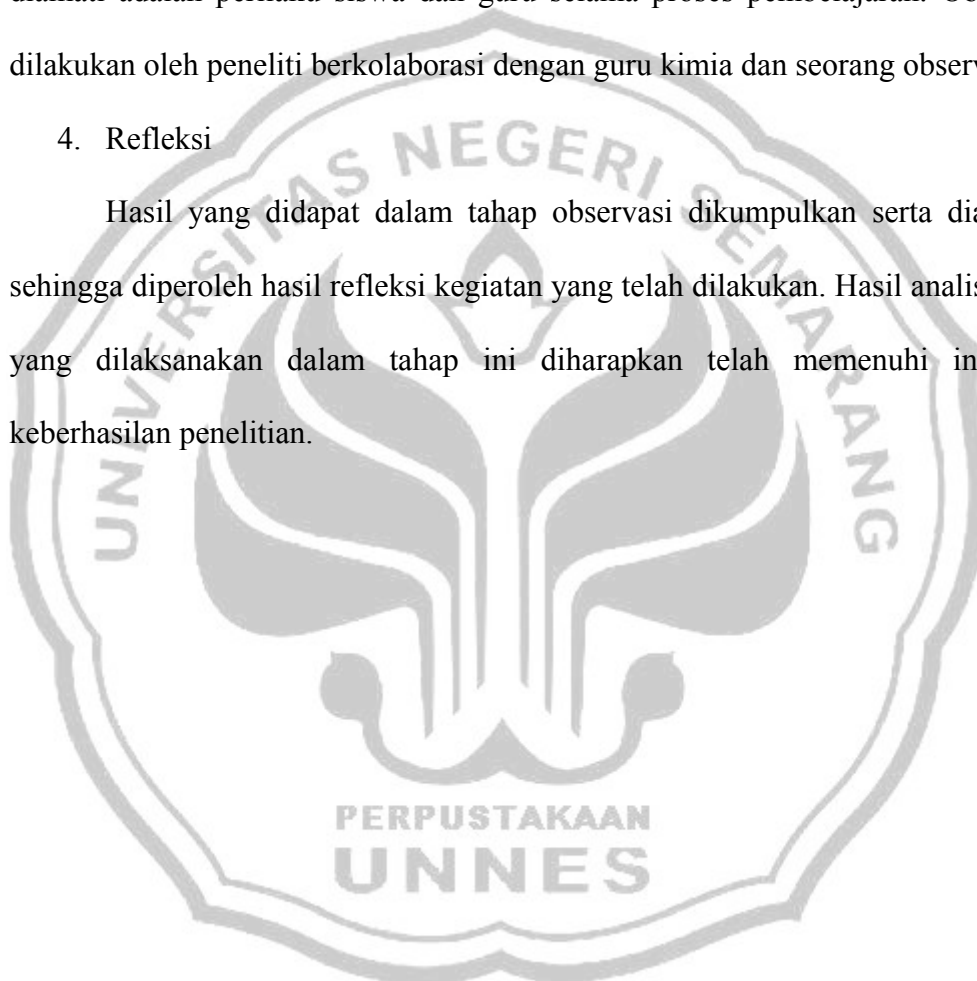 diamati adalah perilaku siswa dan guru selama proses pembelajaran.
dilakukan oleh peneliti berkolaborasi dengan guru kimia dan seorang observ
4. Refleksi
Hasil yang didapat dalam tahap observasi dikumpulkan serta dia
sehingga diperoleh hasil refleksi kegiatan yang telah dilakukan. Hasil analis
yang dilaksanakan dalam tahap ini diharapkan telah memenuhi in
keberhasilan penelitian.
UNIVERSITAS NEGERI SEMARANG
PERPUSTAKAAN
UNNES